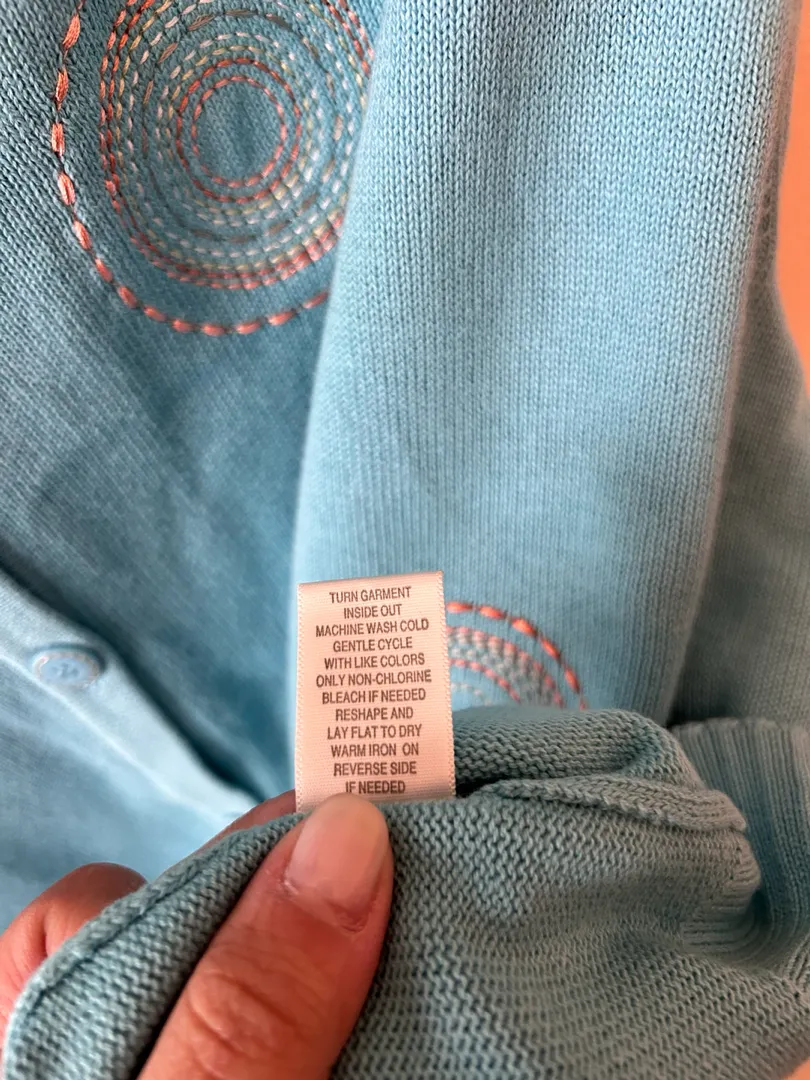 TURN GARMENT
INSIDE OUT
MACHINE WASH COLD
GENTLE CYCLE
WITH LIKE COLORS
ONLY NON-CHLORINE
BLEACH IF NEEDED
RESHAPE AND
LAY FLAT TO DRY
WARM IRON ON
REVERSE SIDE
IF NEEDED